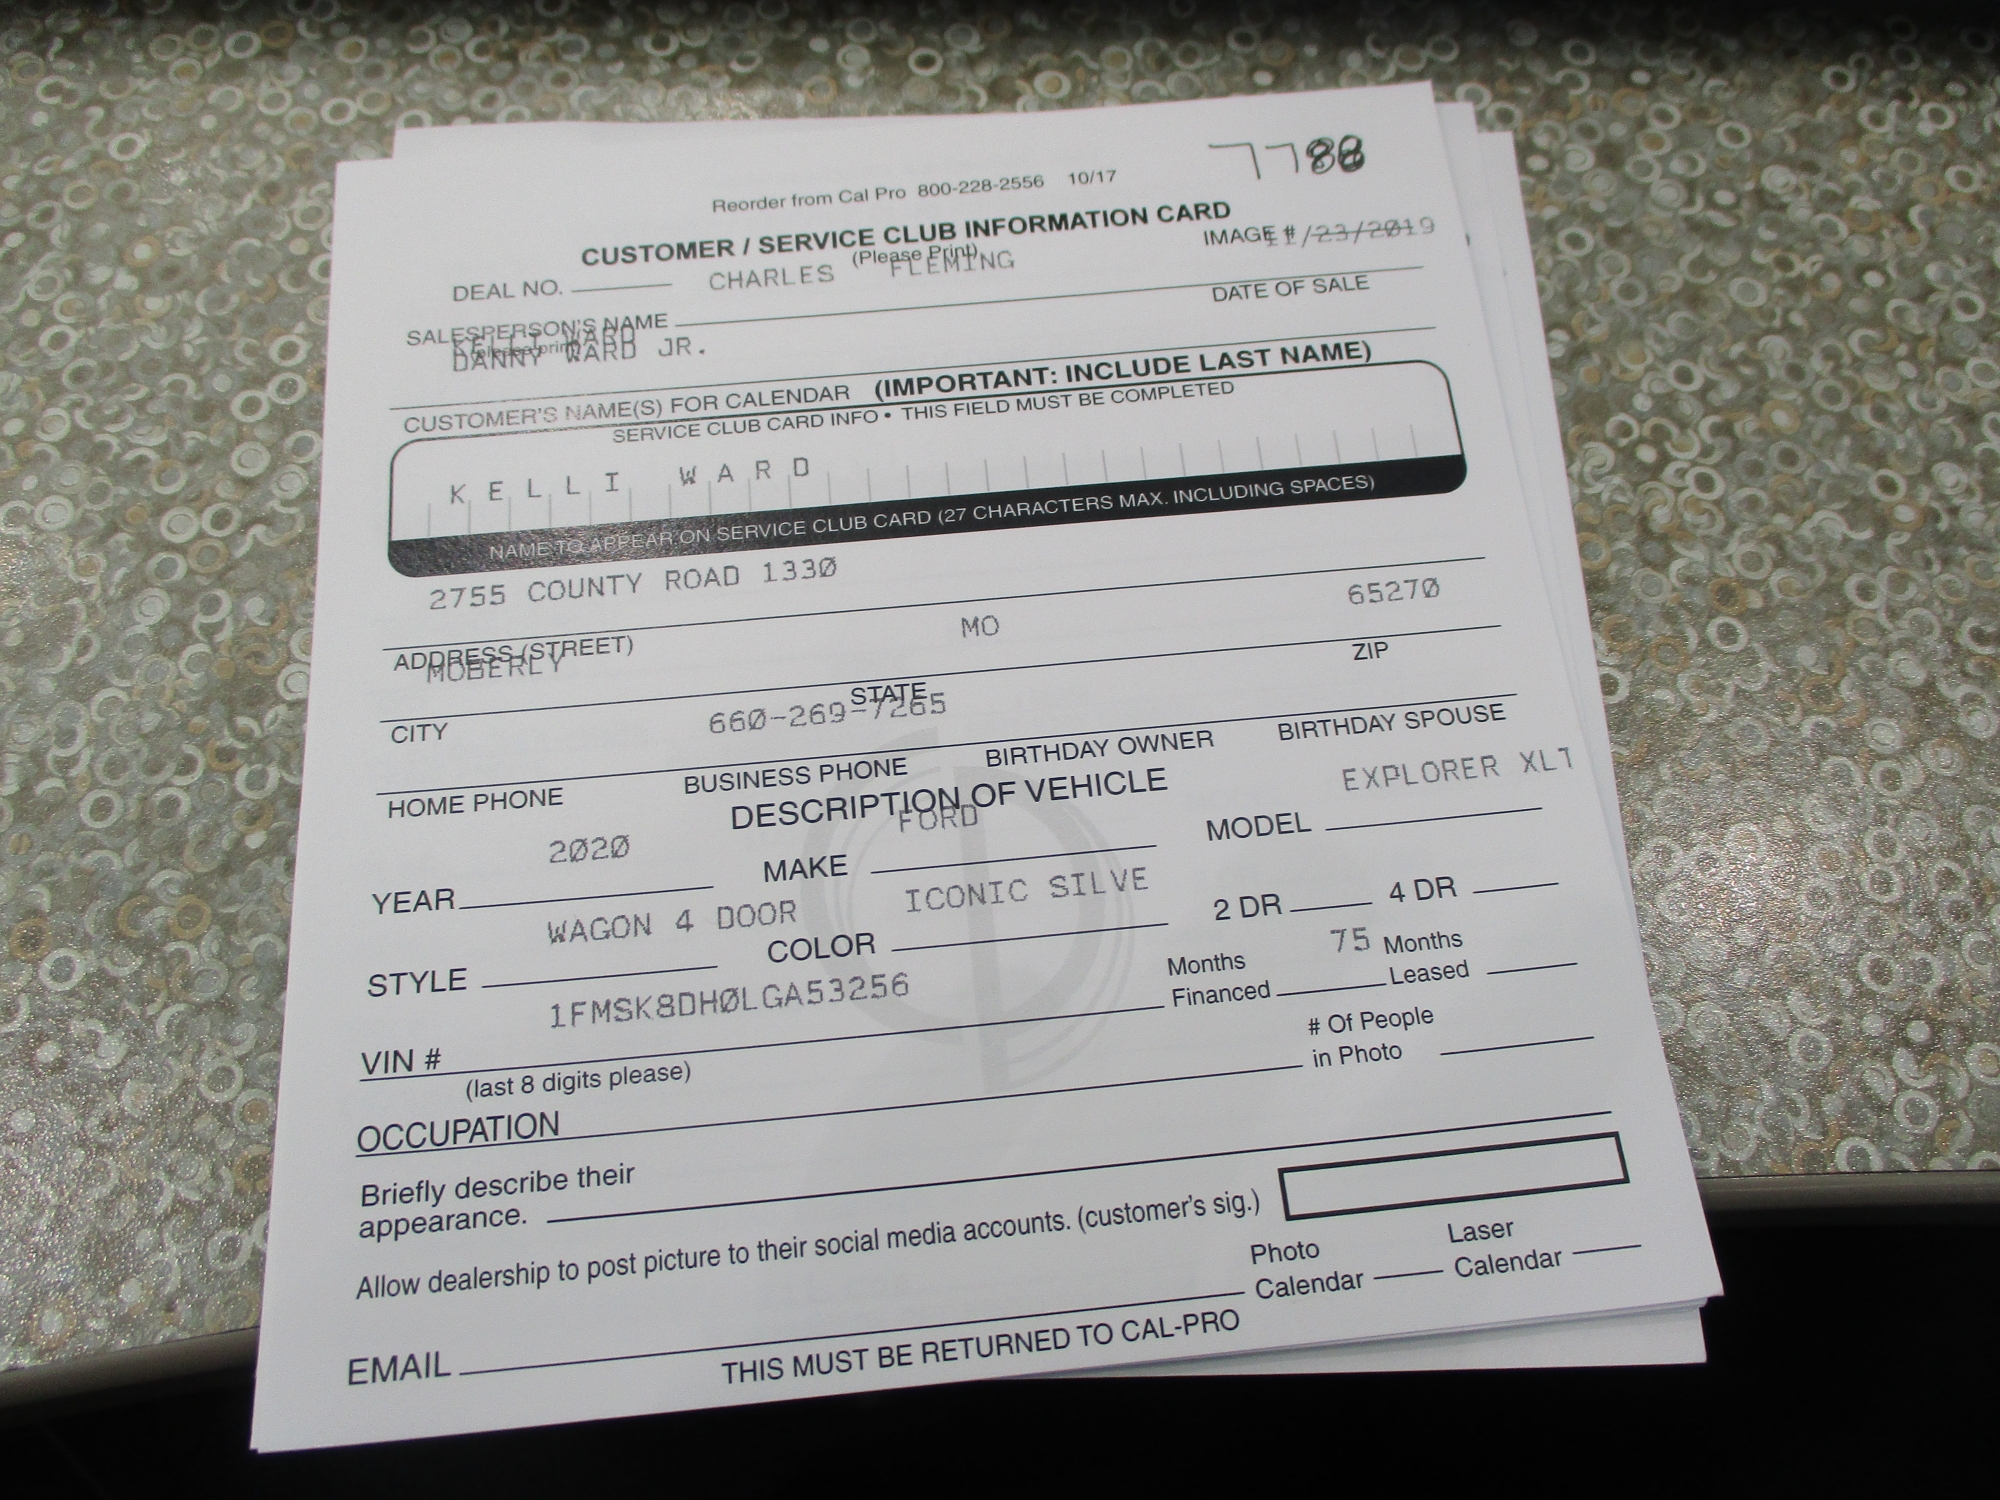 7788
Reorder from Cal Pro 800-228-2556 10/17
CUSTOMER / SERVICE CLUB INFORMATION CARD
(Please Print)
IMAGE # 11/23/2019
DEAL NO. CHARLES FLEMING
DATE OF SALE
SALESPERSON'S NAME
(please print)
KELLI WARD
DANNY WARD JR.
CUSTOMER'S NAME(S) FOR CALENDAR (IMPORTANT: INCLUDE LAST NAME)
SERVICE CLUB CARD INFO • THIS FIELD MUST BE COMPLETED
KELLI WARD
NAME TO APPEAR ON SERVICE CLUB CARD (27 CHARACTERS MAX. INCLUDING SPACES)
2755 COUNTY ROAD 1330
ADDRESS (STREET)
MOBERLY MO 65270
CITY STATE ZIP
660-269-7265
HOME PHONE BUSINESS PHONE BIRTHDAY OWNER BIRTHDAY SPOUSE
DESCRIPTION OF VEHICLE
2020 FORD EXPLORER XLT
YEAR MAKE MODEL
WAGON 4 DOOR ICONIC SILVE
STYLE COLOR 2 DR 4 DR
1FMSK8DH0LGA53256 75
VIN # Months Financed Months Leased
(last 8 digits please)
# Of People in Photo
OCCUPATION
Briefly describe their
appearance.
Allow dealership to post picture to their social media accounts. (customer's sig.)
Photo Calendar Laser Calendar
EMAIL
THIS MUST BE RETURNED TO CAL-PRO